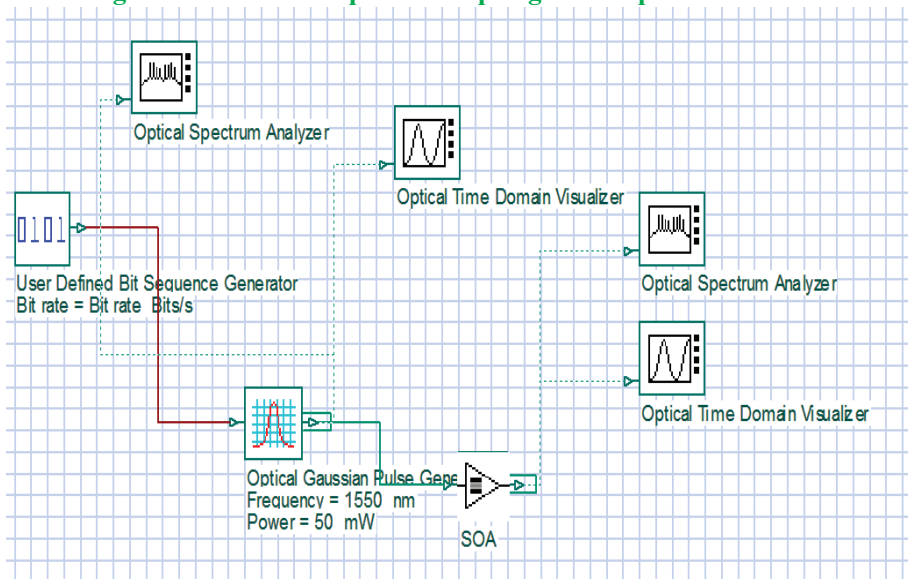 Optical Spectrum Analyzer
Optical Time Domain Visualizer
0101
User Defined Bit Sequence Generator
Bit rate = Bit rate Bits/s
Optical Spectrum Analyzer
Optical Time Domain Visualizer
Optical Gaussian Pulse Gene
Frequency = 1550 nm
Power = 50 mW
SOA